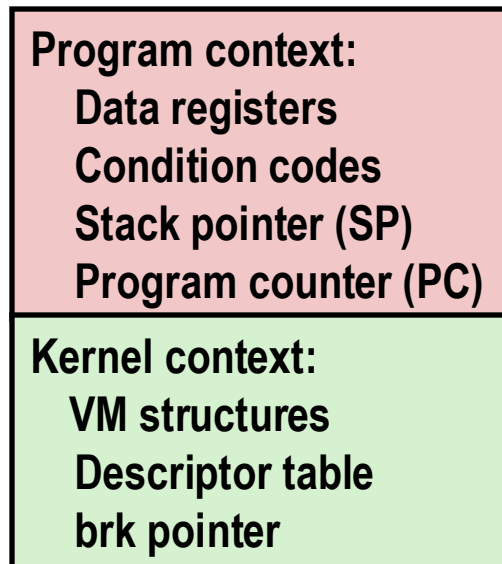 Program context:
Data registers
Condition codes
Stack pointer (SP)
Program counter (PC)
Kernel context:
VM structures
Descriptor table
brk pointer